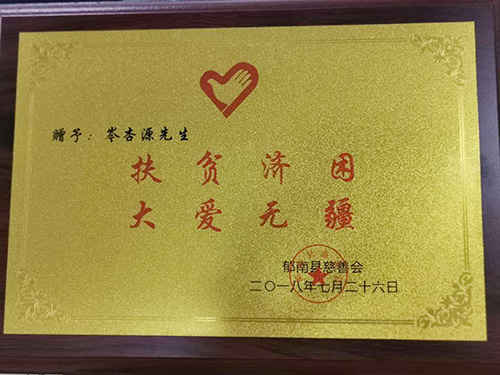 赠予：岑杏源先生
扶贫济困
大爱无疆
郁南县慈善会
二〇一八年七月二十六日